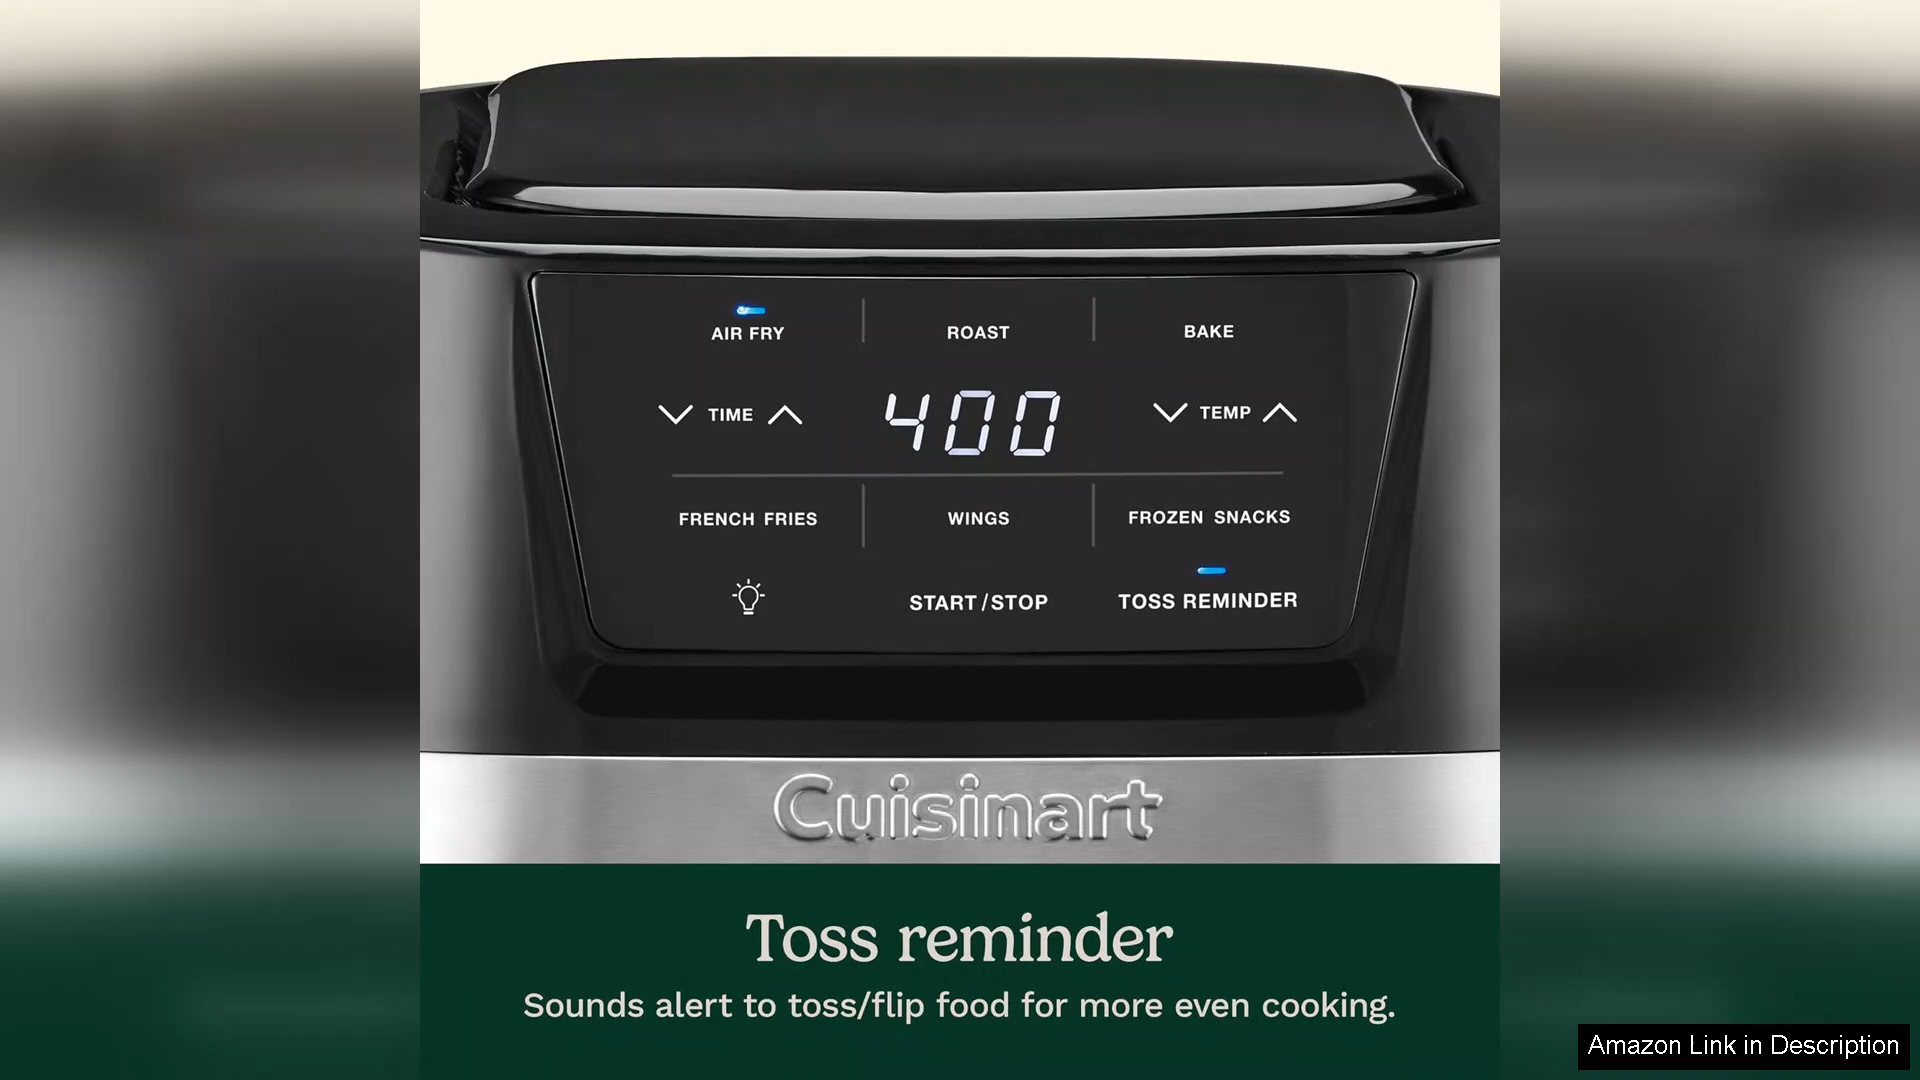 AIR FRY
ROAST
BAKE
TIME
400
TEMP
FRENCH FRIES
WINGS
FROZEN SNACKS
START/STOP
TOSS REMINDER
Cuisinart
Toss reminder
Sounds alert to toss/flip food for more even cooking.
Amazon Link in Description